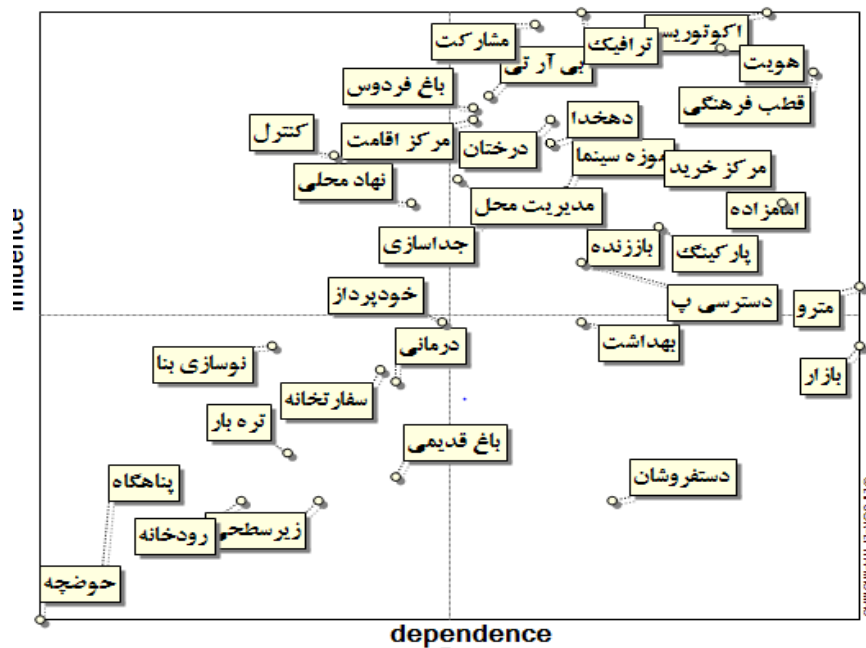 اکوتوریس
ترافیک
مشارکت
هویت
بی آر تی
باغ فردوس
قطب فرهنگی
دهخدا
کنترل
مرکز اقامت
درختان
موزه سینما
مرکز خرید
نهاد محلی
مدیریت محل
امامزاده
جداسازی
باززنده
پارکینگ
خودپرداز
دسترسی پ
مترو
بهداشت
درمانی
نوسازی بنا
بازار
سفارتخانه
تره بار
باغ قدیمی
پناهگاه
دستفروشان
زیرسطحی
رودخانه
حوضچه
dependence